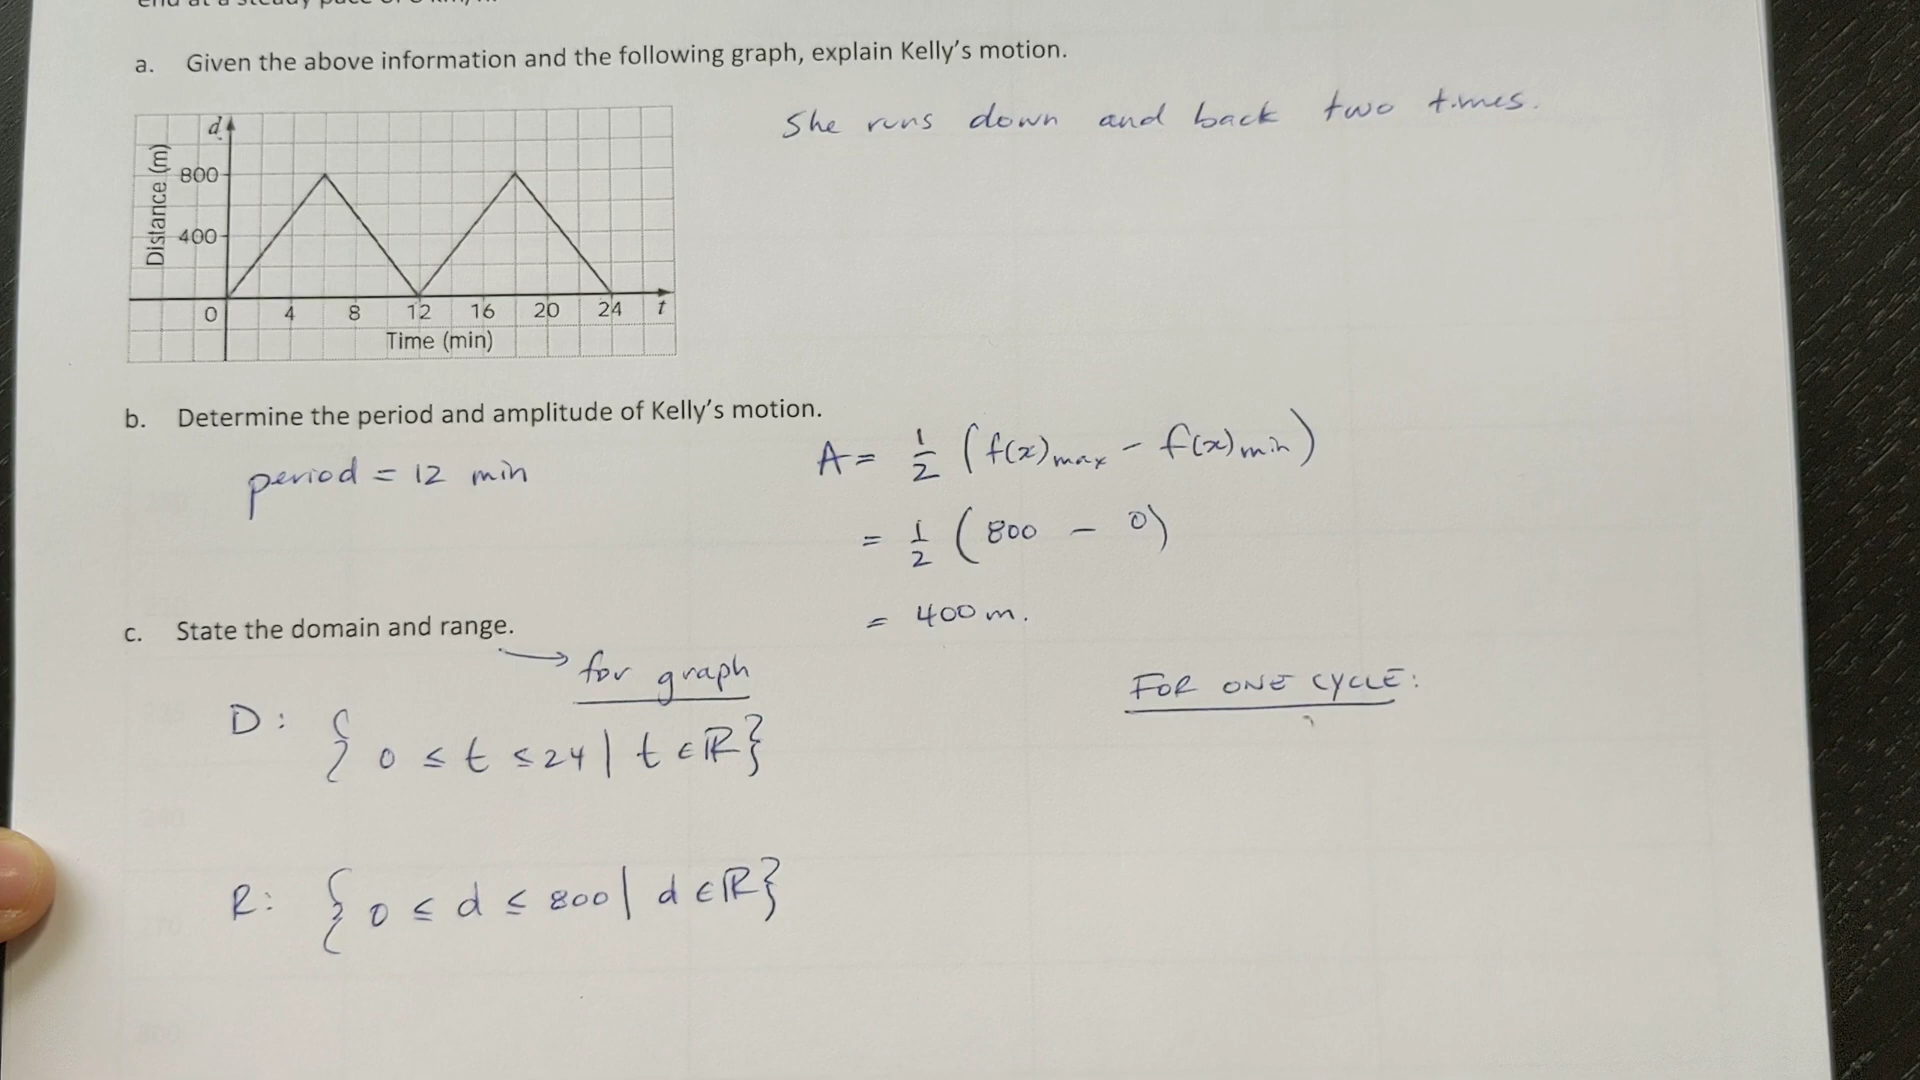 a. Given the above information and the following graph, explain Kelly's motion.
She runs down and back two times.
d
Distance (m)
800
400
0 4 8 12 16 20 24 t
Time (min)
b. Determine the period and amplitude of Kelly's motion.
period = 12 min
A = 1/2 (f(x)max - f(x)min)
= 1/2 (800 - 0)
= 400 m.
c. State the domain and range.
→ for graph
D: { 0 ≤ t ≤ 24 | t ∈ ℝ}
R: { 0 ≤ d ≤ 800 | d ∈ ℝ}
FOR ONE CYCLE: